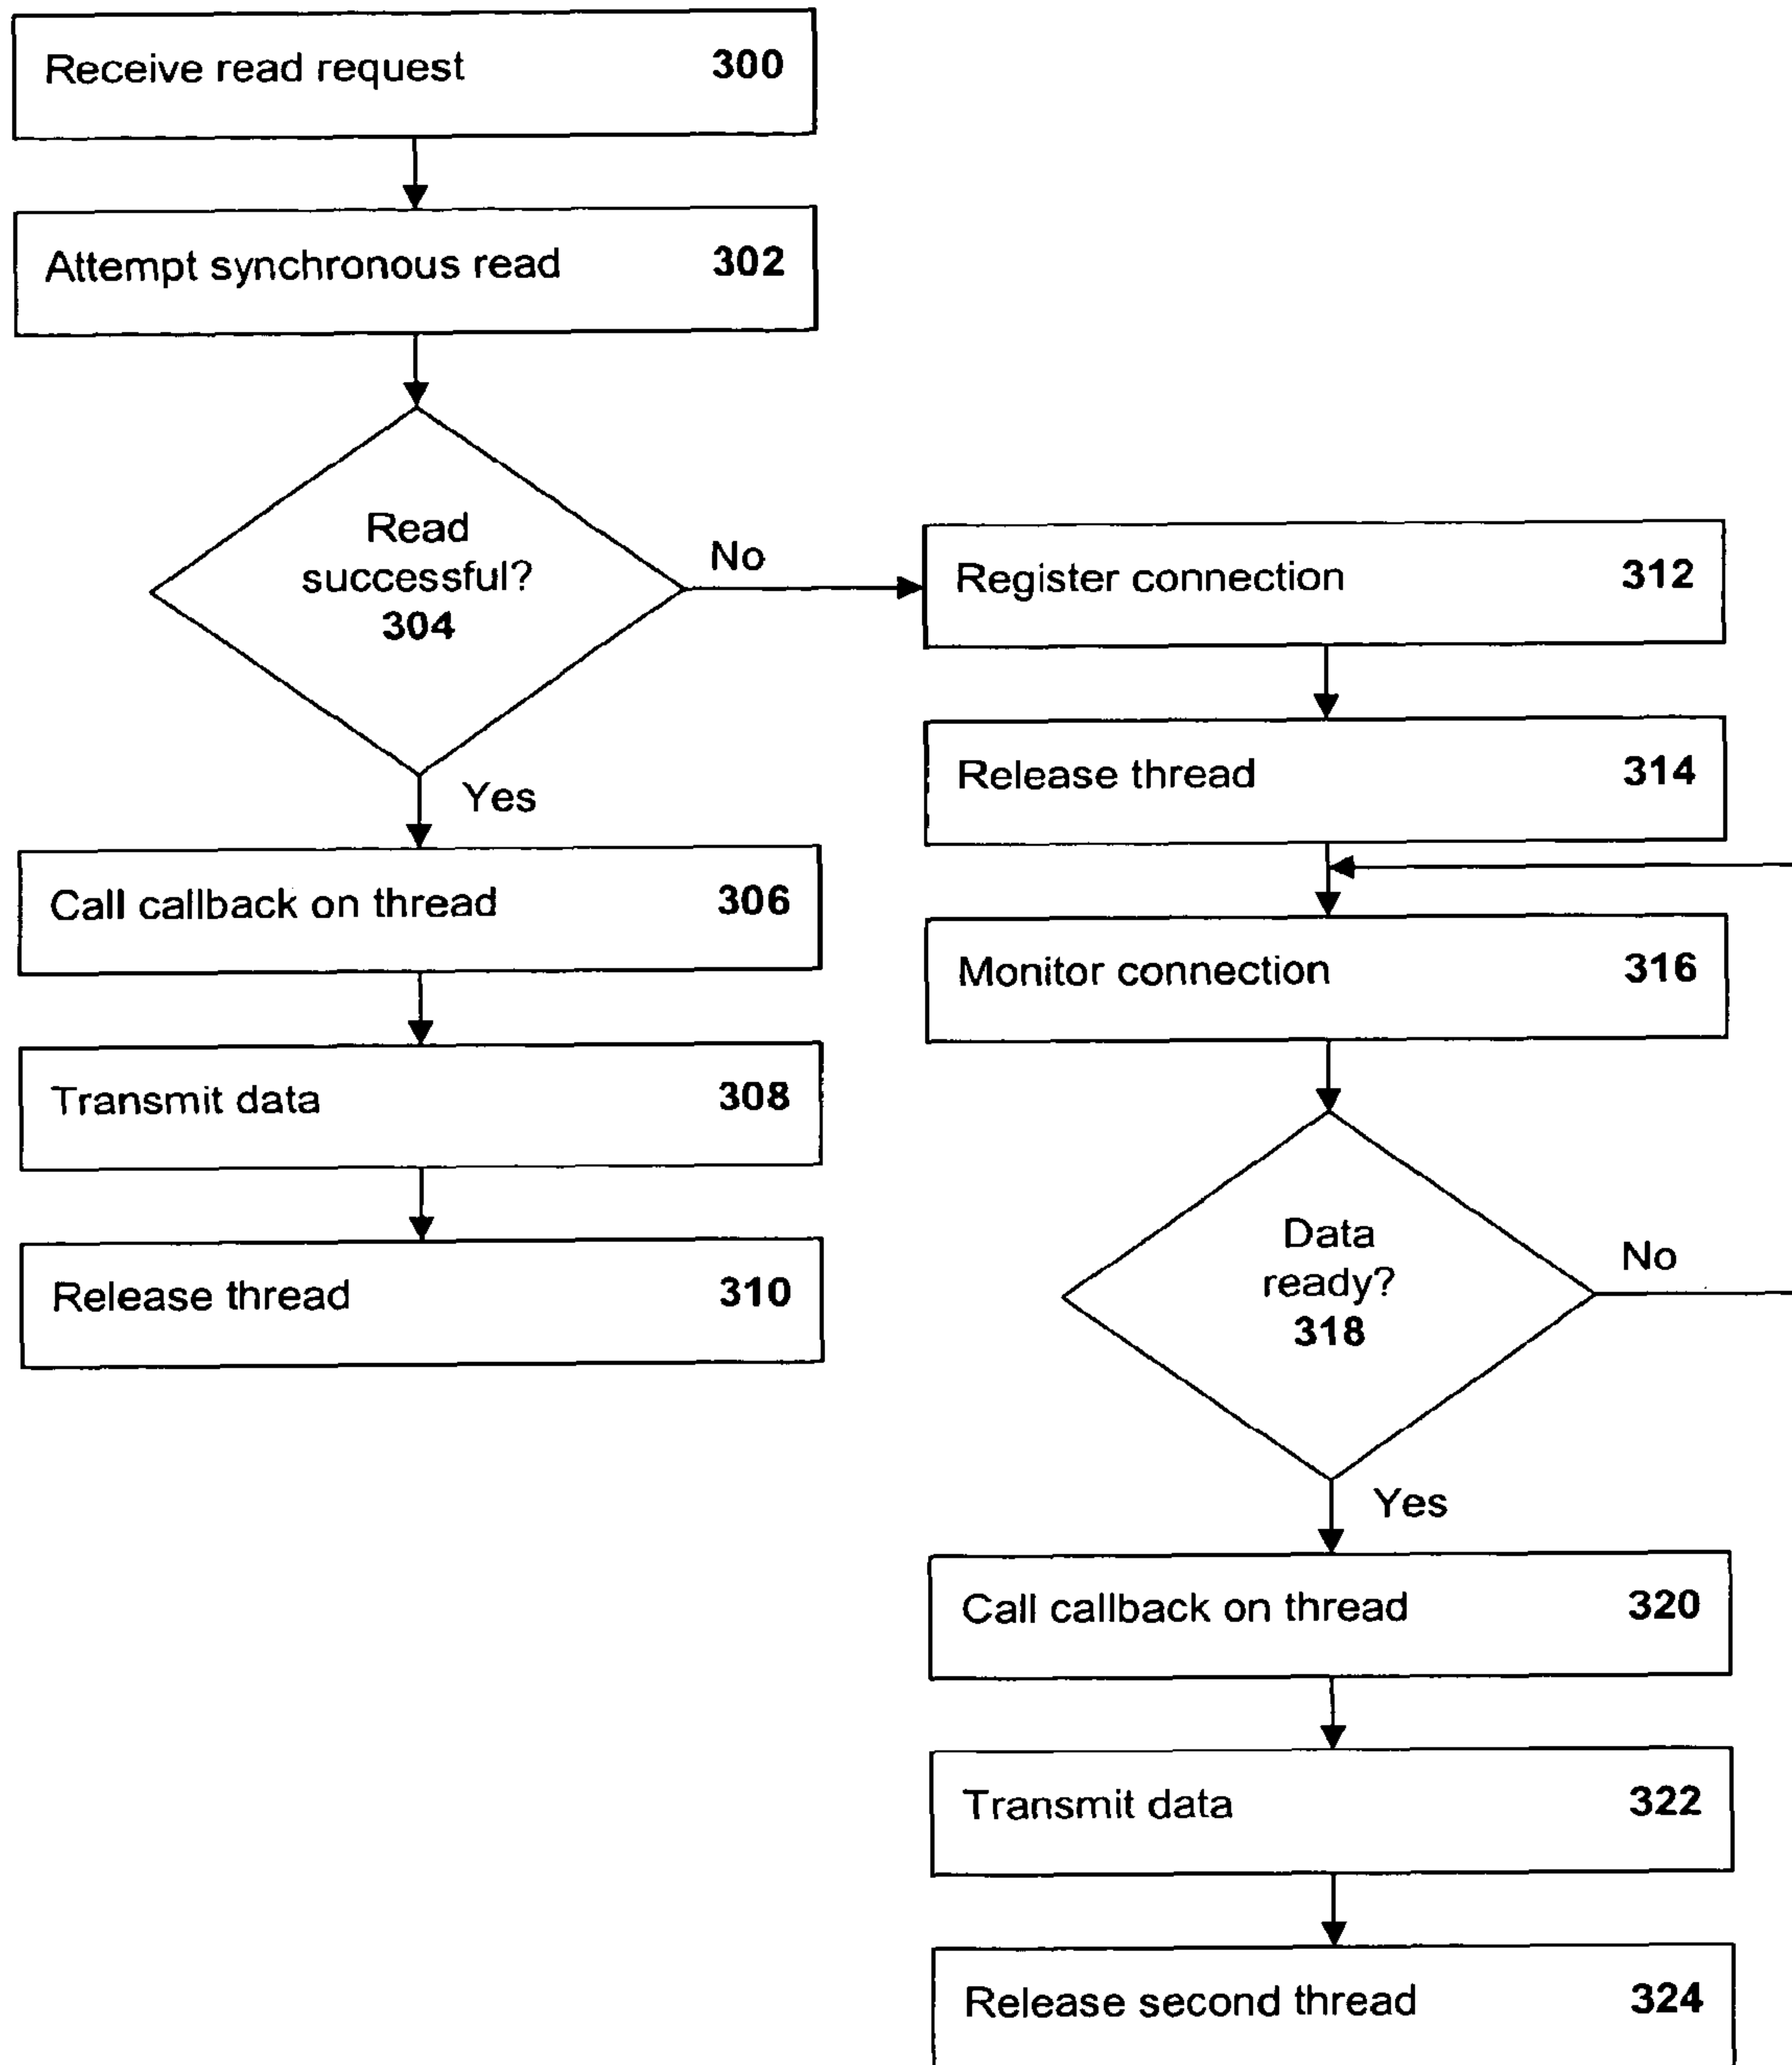 Receive read request 300
Attempt synchronous read 302
Read
successful?
304
No
Yes
Call callback on thread 306
Transmit data 308
Release thread 310
Register connection 312
Release thread 314
Monitor connection 316
Data
ready?
318
No
Yes
Call callback on thread 320
Transmit data 322
Release second thread 324